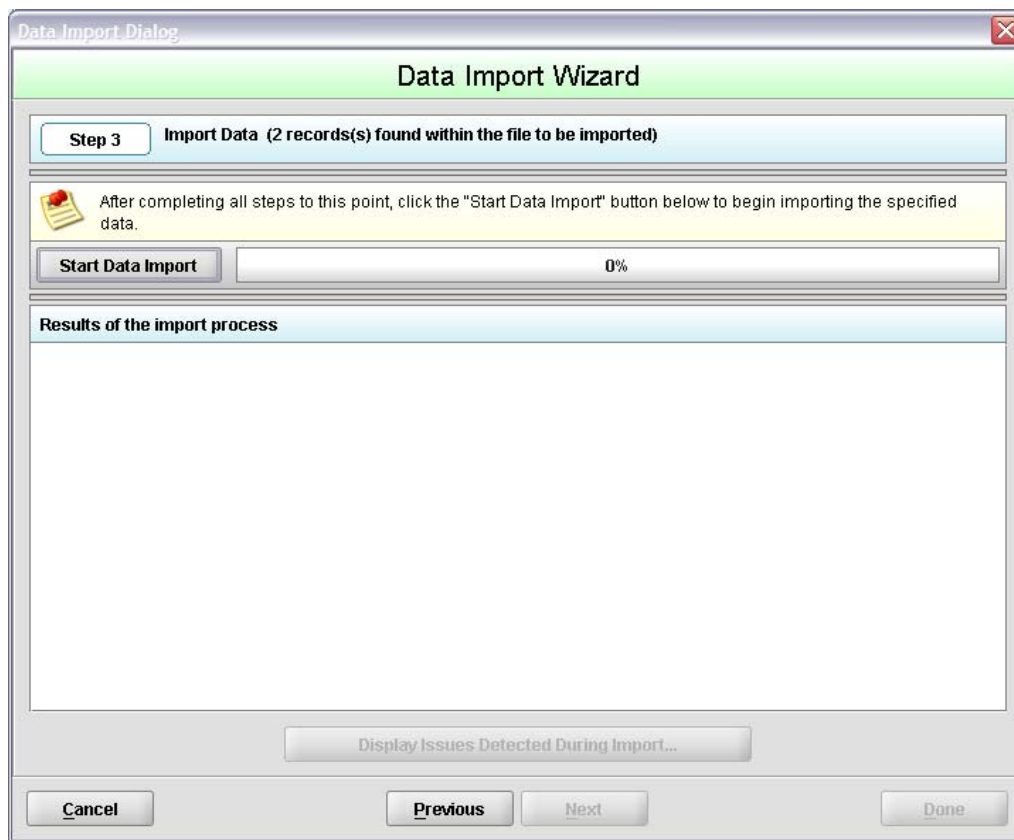 Data Import Dialog
Data Import Wizard
Step 3
Import Data (2 records(s) found within the file to be imported)
After completing all steps to this point, click the "Start Data Import" button below to begin importing the specified
data.
Start Data Import
0%
Results of the import process
Display Issues Detected During Import...
Cancel
Previous
Next
Done